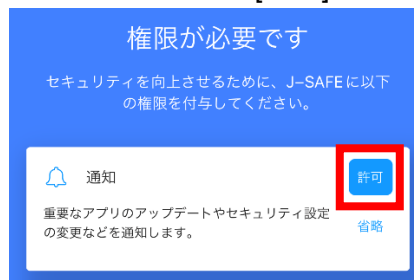 権限が必要です
セキュリティを向上させるために、J–SAFEに以下
の権限を付与してください。
通知
許可
重要なアプリのアップデートやセキュリティ設定
の変更などを通知します。
省略